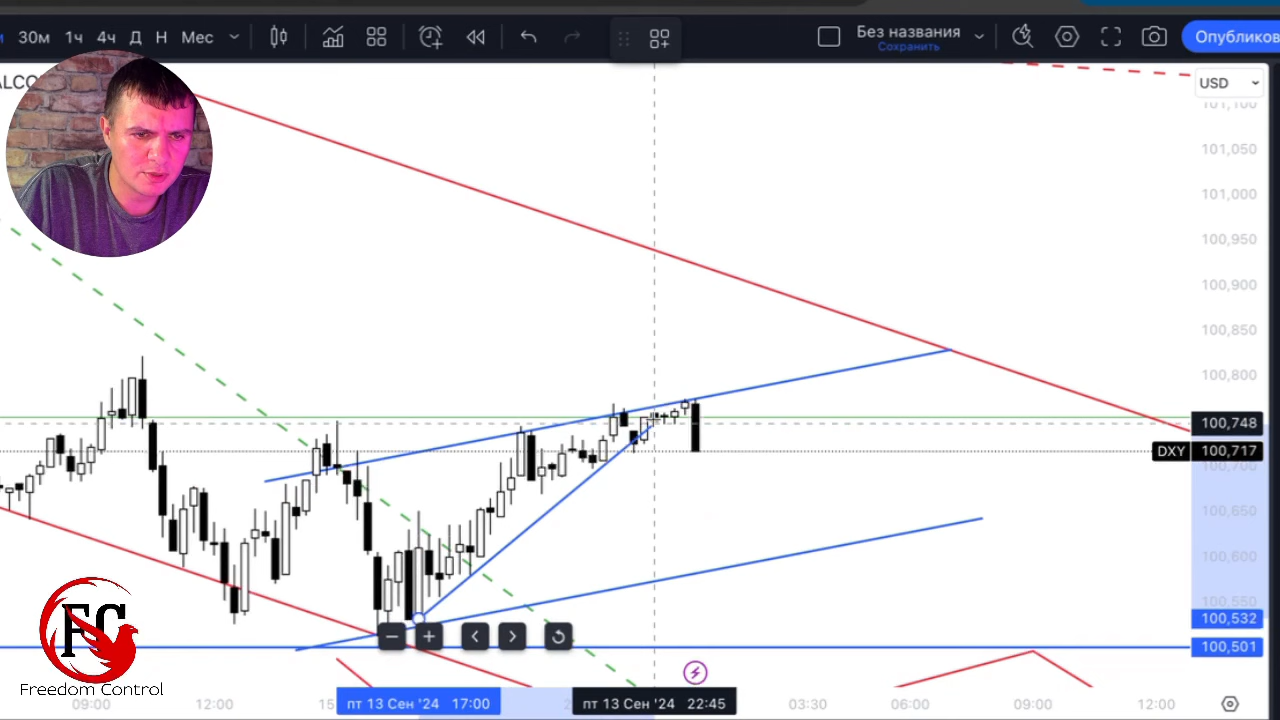 30м 1ч 4ч Д Н Мес
Без названия
Сохранить
Опубликов
ALCO
USD
101,100
101,050
101,000
100,950
100,900
100,850
100,800
100,748
DXY 100,717
100,700
100,650
100,600
100,550
100,532
100,501
FC
Freedom Control
09:00 12:00 15 пт 13 Сен '24 17:00 2 пт 13 Сен '24 22:45 03:30 06:00 09:00 12:00